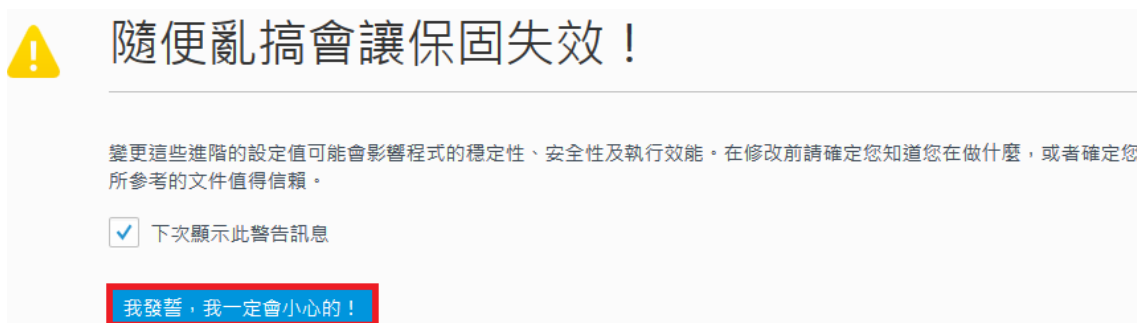 隨便亂搞會讓保固失效！
變更這些進階的設定值可能會影響程式的穩定性、安全性及執行效能。在修改前請確定您知道您在做什麼，或者確定您
所參考的文件值得信賴。
下次顯示此警告訊息
我發誓，我一定會小心的！